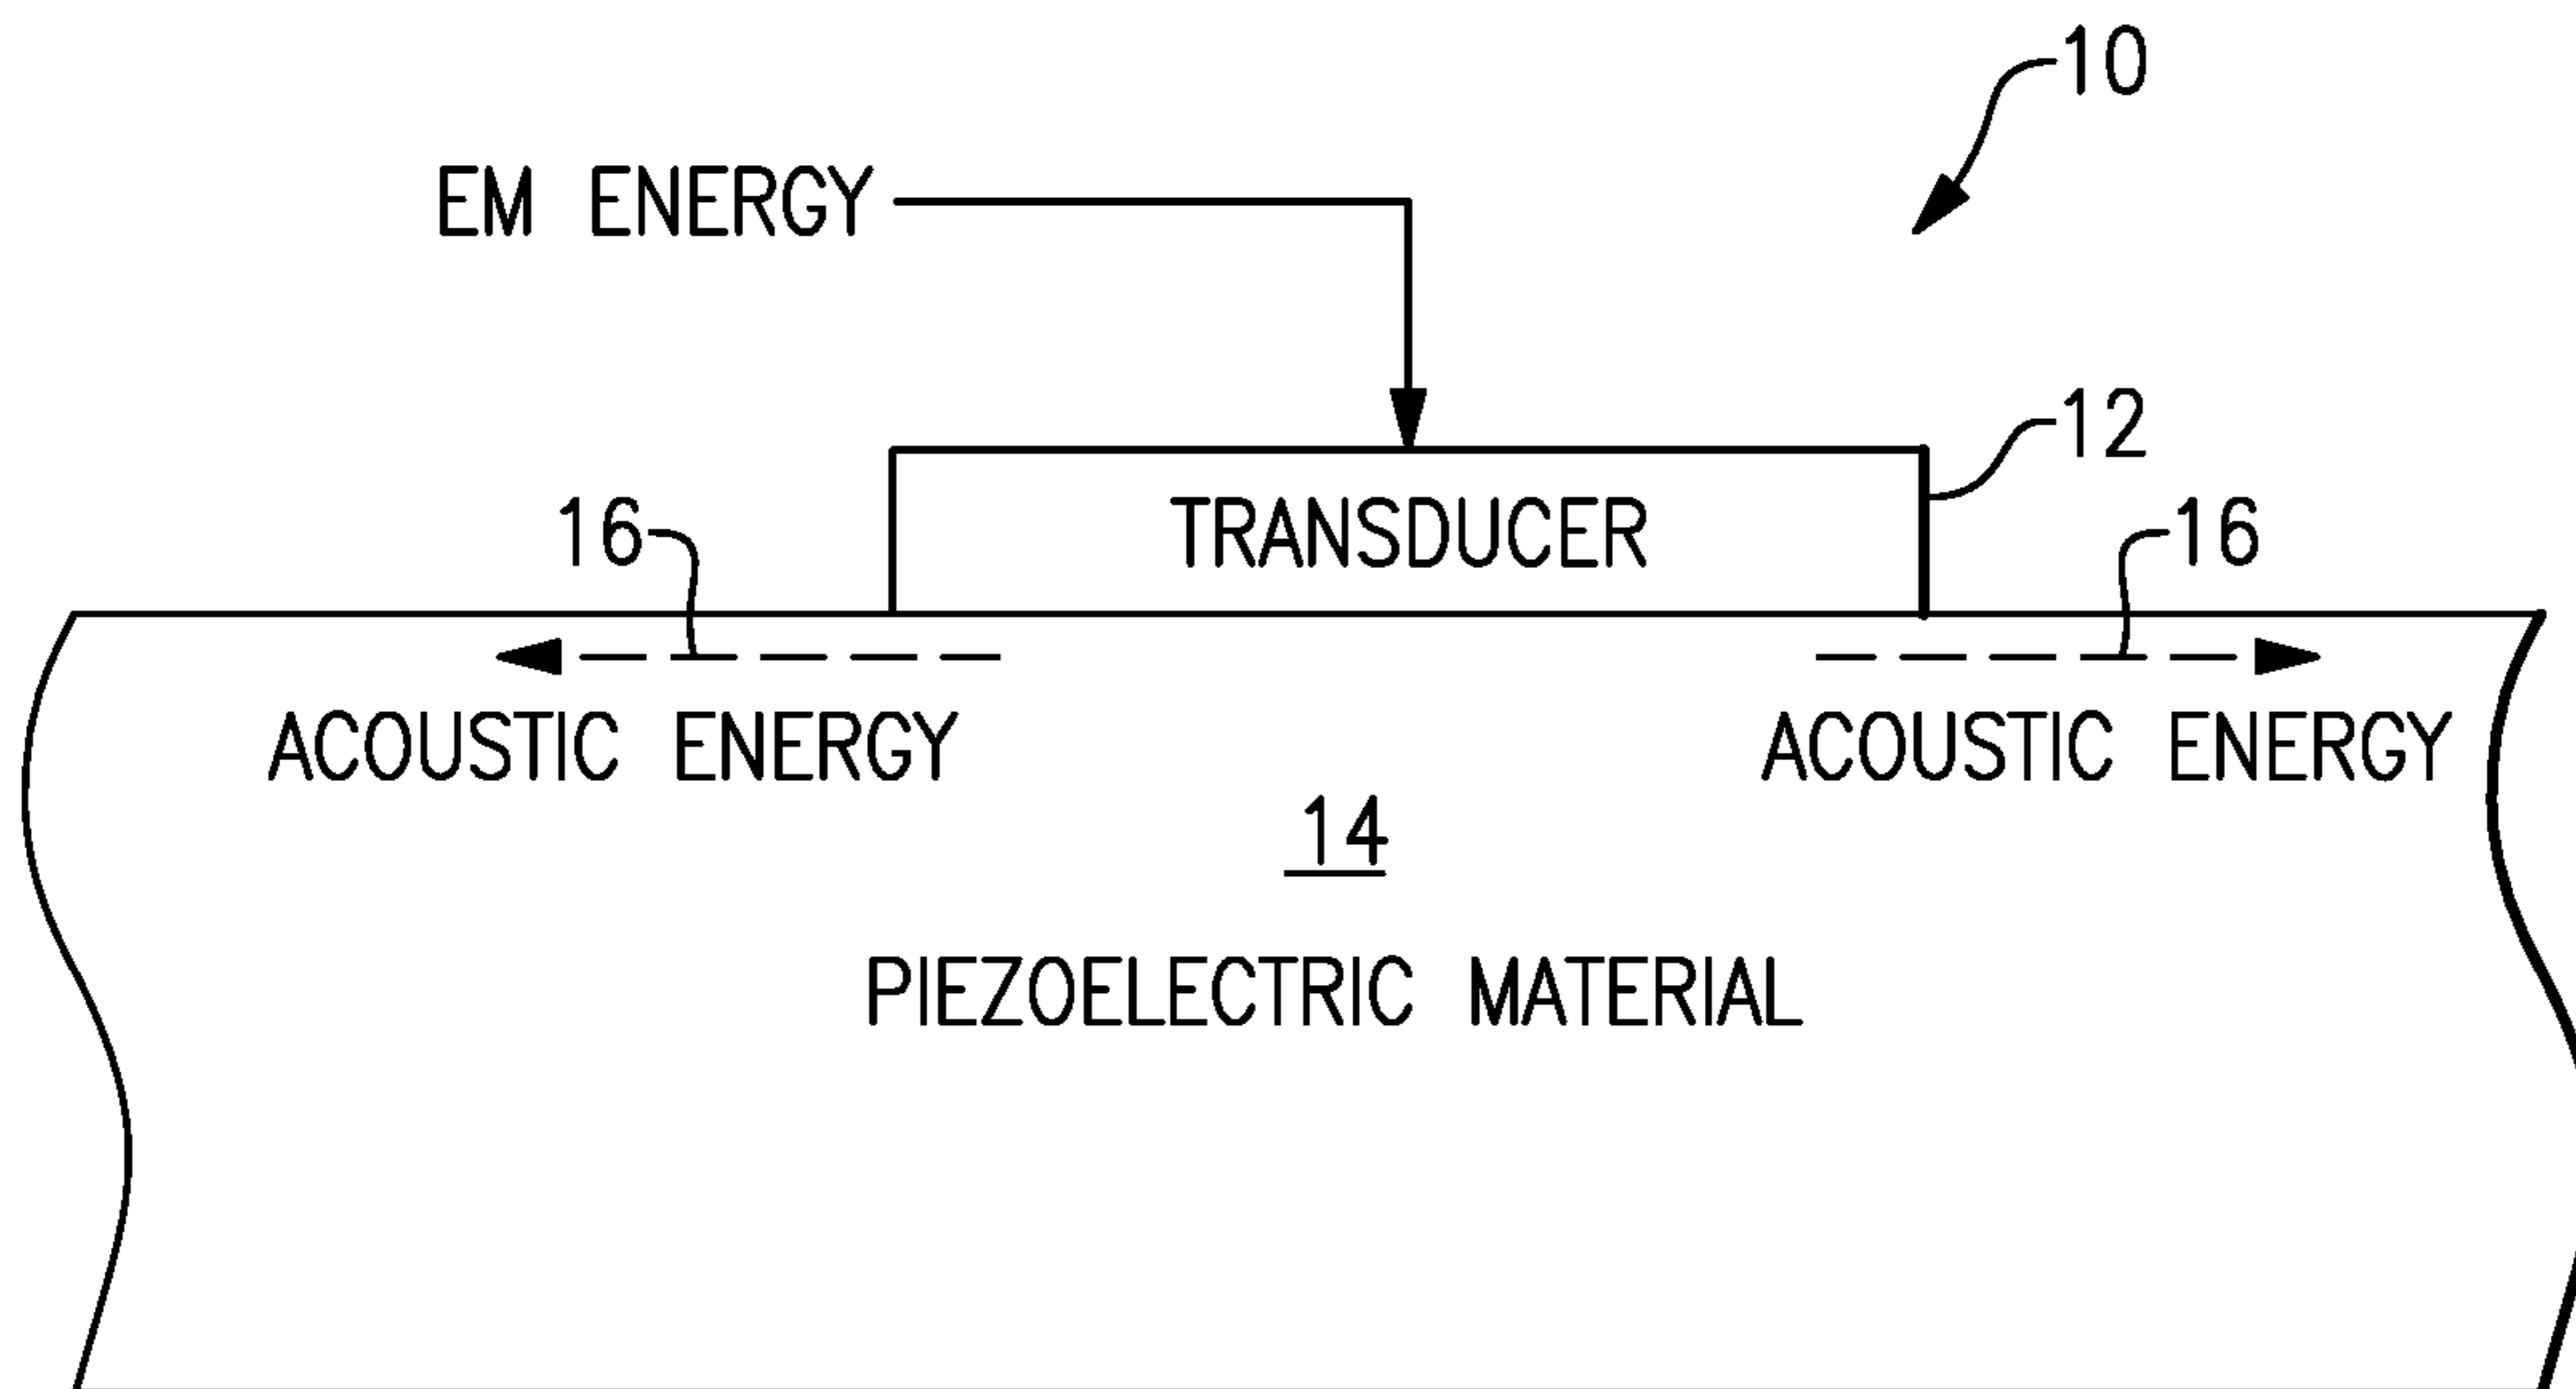 10
EM ENERGY
12
TRANSDUCER
16
16
ACOUSTIC ENERGY
ACOUSTIC ENERGY
14
PIEZOELECTRIC MATERIAL